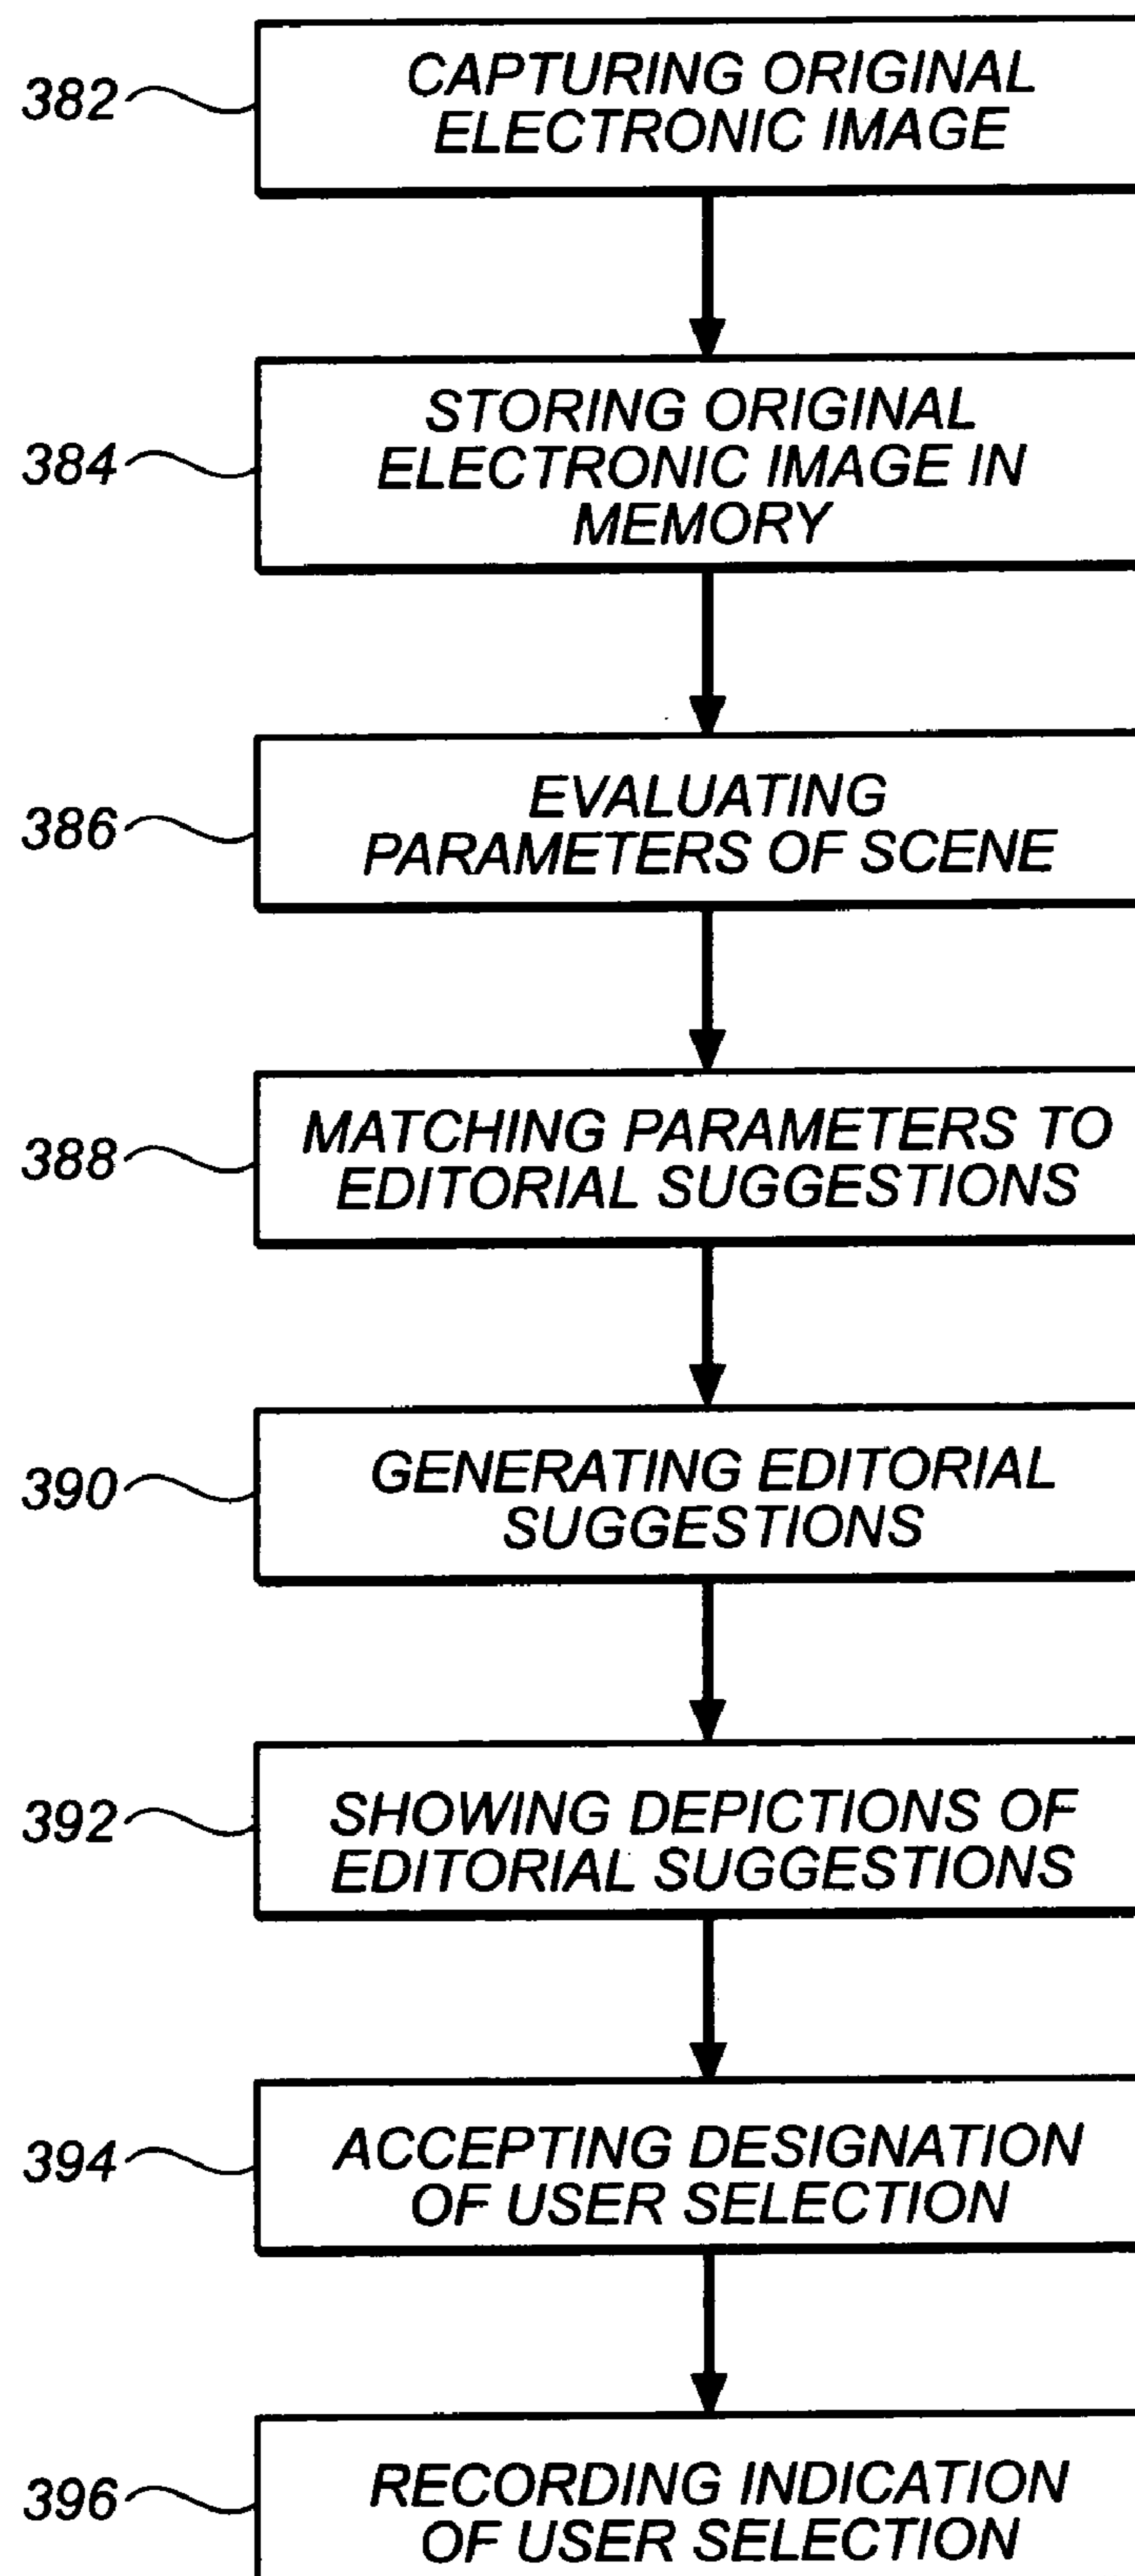 382
CAPTURING ORIGINAL
ELECTRONIC IMAGE
384
STORING ORIGINAL
ELECTRONIC IMAGE IN
MEMORY
386
EVALUATING
PARAMETERS OF SCENE
388
MATCHING PARAMETERS TO
EDITORIAL SUGGESTIONS
390
GENERATING EDITORIAL
SUGGESTIONS
392
SHOWING DEPICTIONS OF
EDITORIAL SUGGESTIONS
394
ACCEPTING DESIGNATION
OF USER SELECTION
396
RECORDING INDICATION
OF USER SELECTION